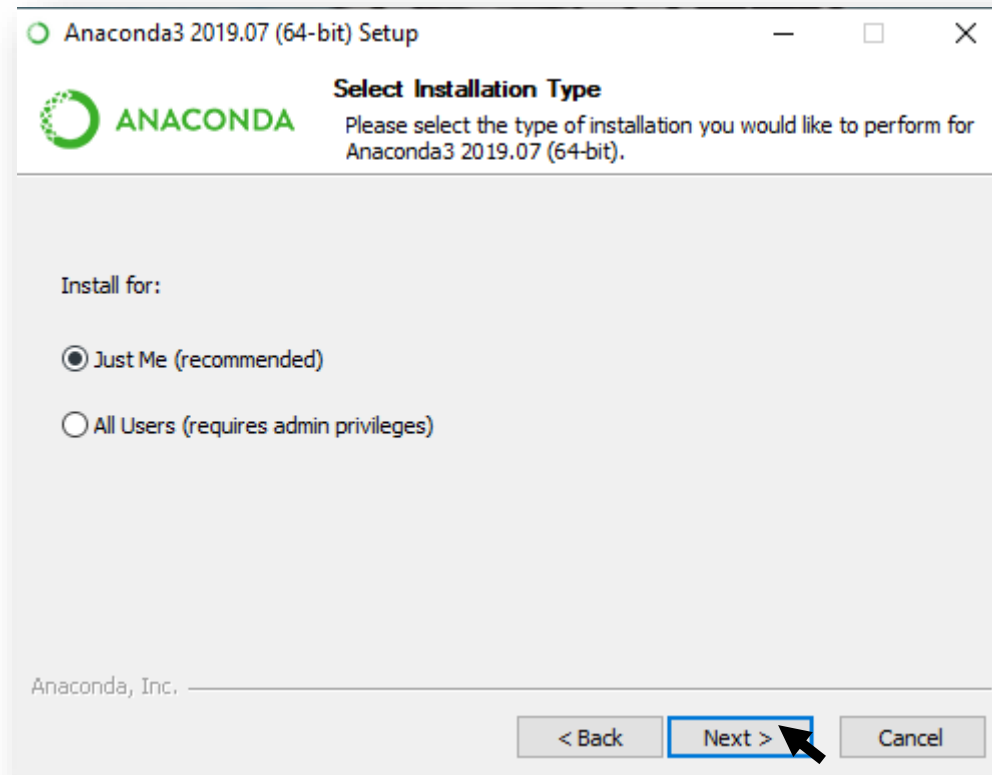 Anaconda3 2019.07 (64-bit) Setup
ANACONDA
Select Installation Type
Please select the type of installation you would like to perform for
Anaconda3 2019.07 (64-bit).
Install for:
Just Me (recommended)
All Users (requires admin privileges)
Anaconda, Inc.
< Back
Next >
Cancel